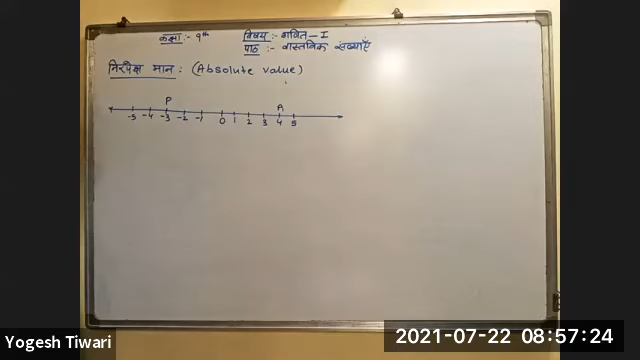 कक्षा :- 9th विषय :- गणित-I
पाठ :- वास्तविक संख्याएँ
निरपेक्ष मान : (Absolute value)
P A
-5 -4 -3 -2 -1 0 1 2 3 4 5
Yogesh Tiwari
2021-07-22 08:57:24